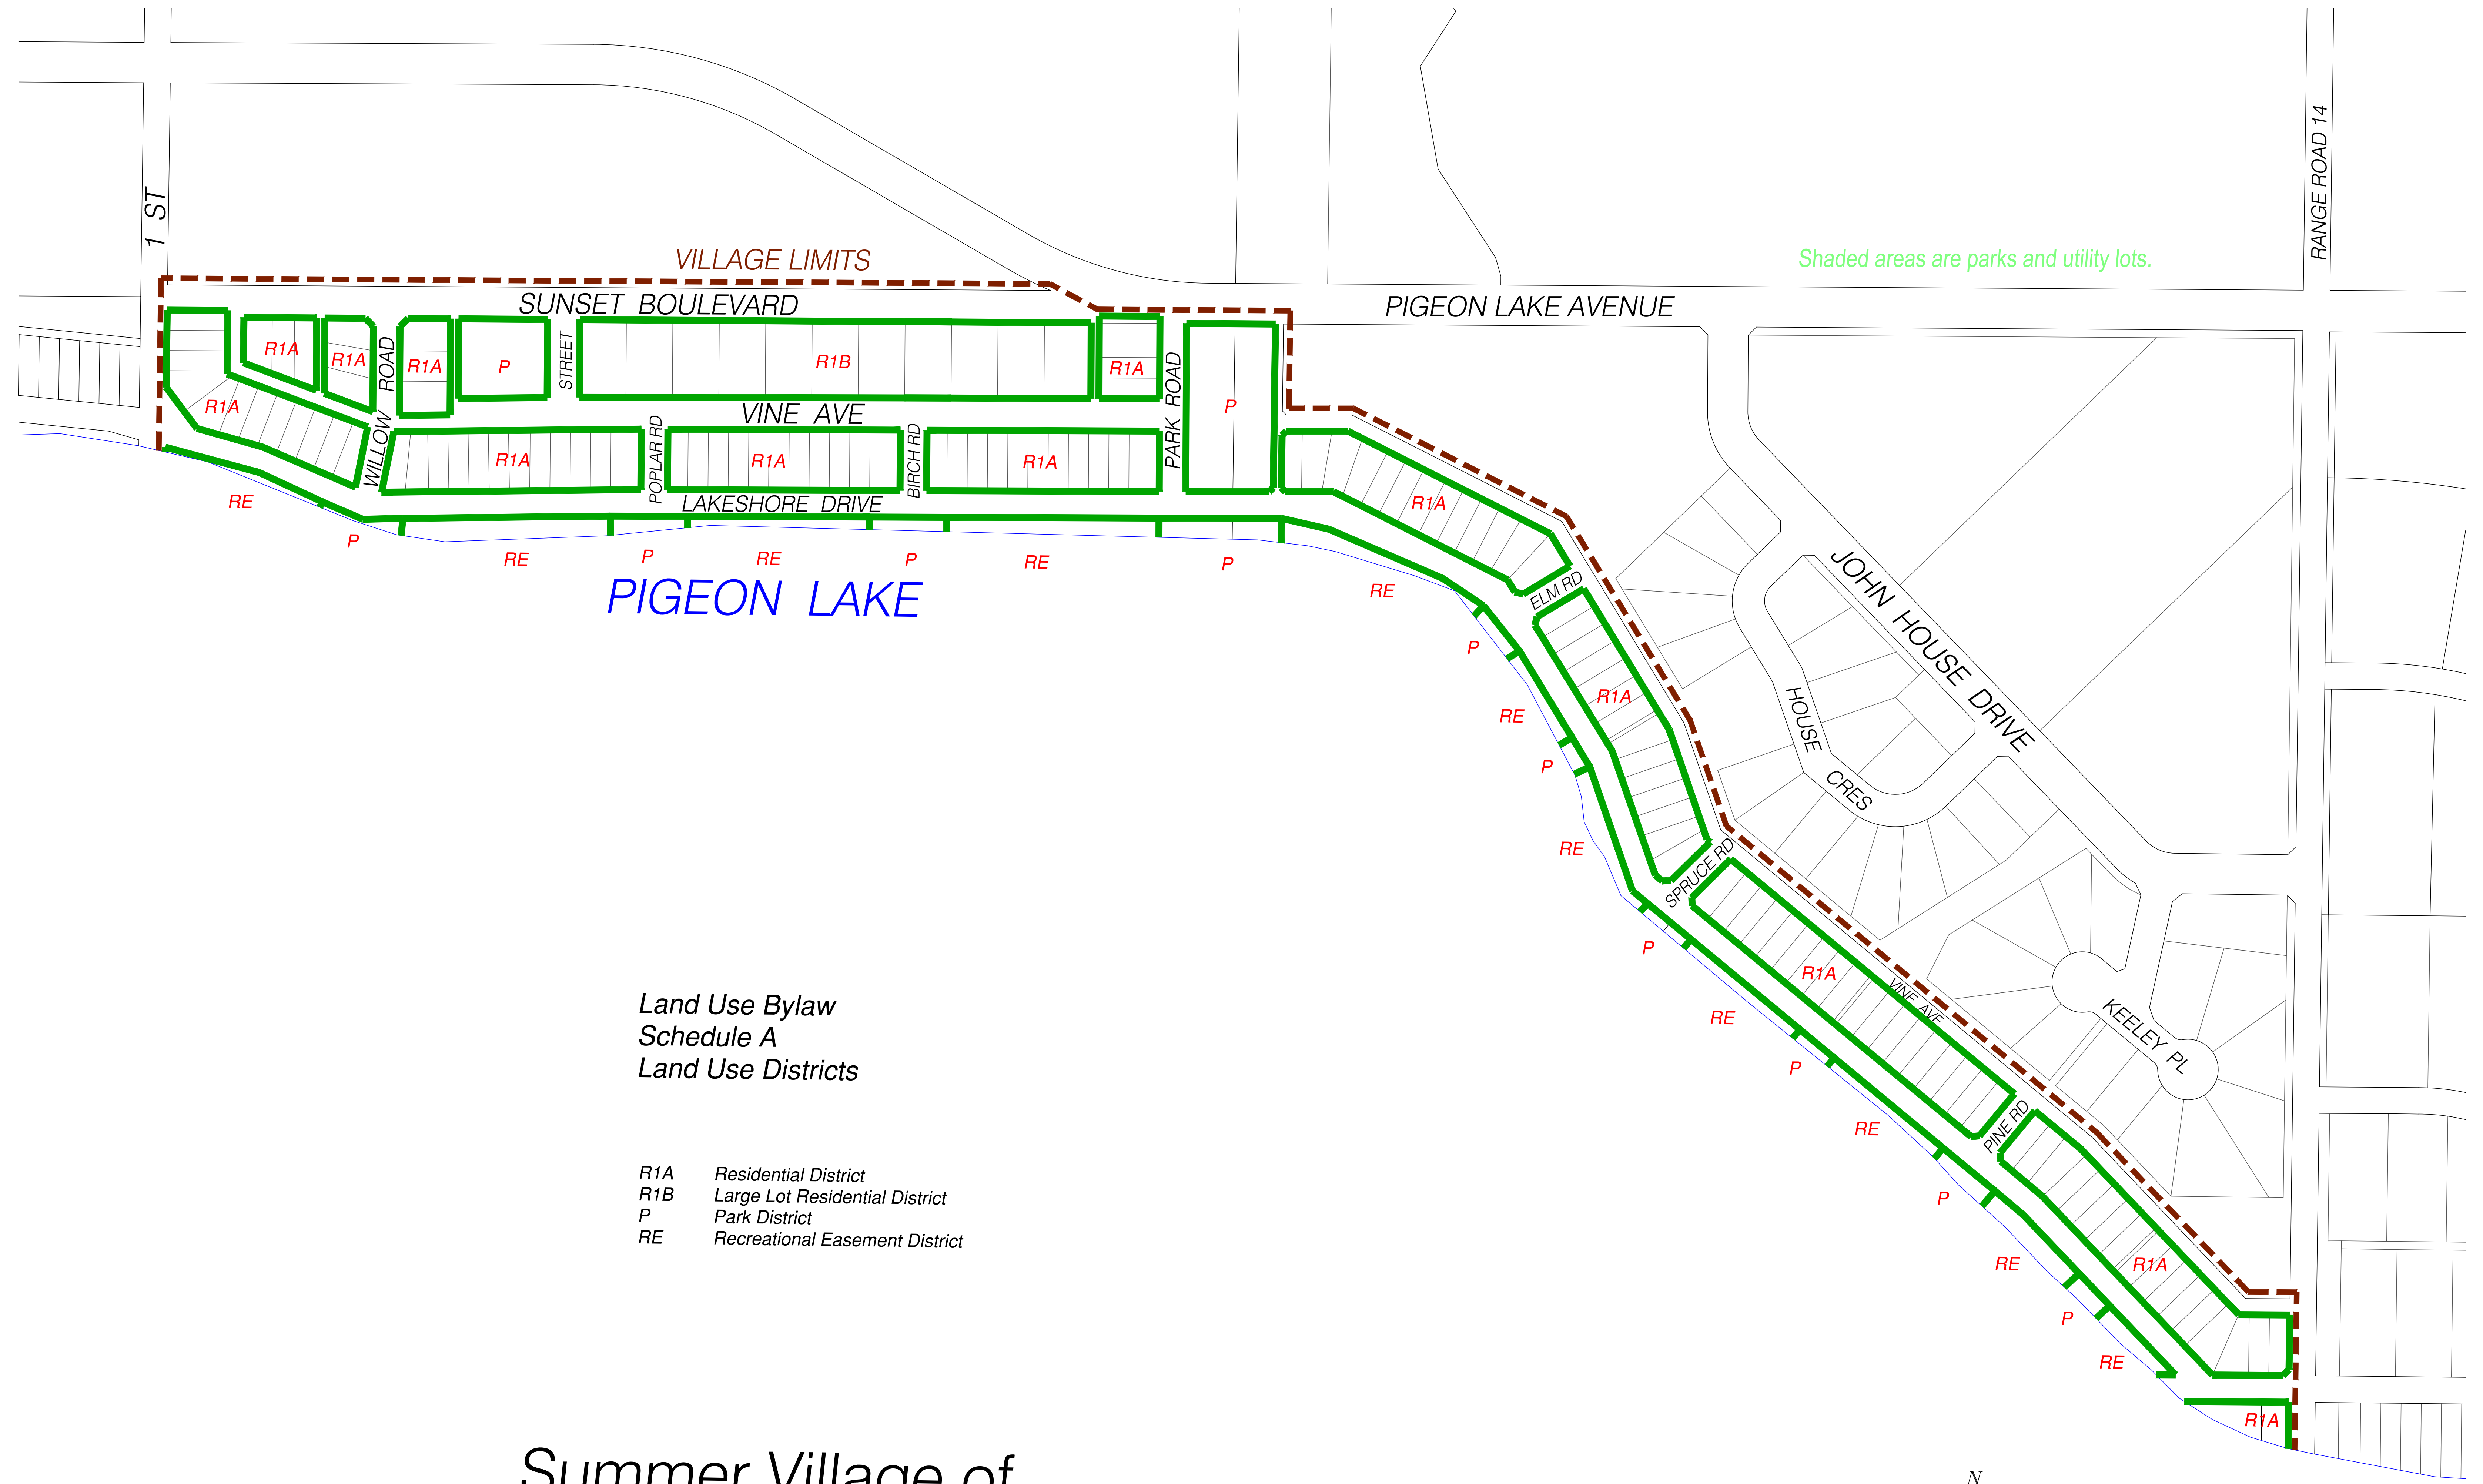 RANGE ROAD 14
1 ST
VILLAGE LIMITS
Shaded areas are parks and utility lots.
SUNSET BOULEVARD
PIGEON LAKE AVENUE
R1A
R1A
R1A
ROAD
P
STREET
R1B
R1A
PARK ROAD
P
R1A
VINE AVE
WILLOW
R1A
POPLAR RD
R1A
BIRCH RD
R1A
LAKESHORE DRIVE
R1A
RE
P
RE
P
RE
P
RE
P
RE
PIGEON LAKE
ELM RD
JOHN HOUSE DRIVE
P
R1A
RE
HOUSE CRES
P
RE
SPRUCE RD
P
R1A
VINE AVE
RE
KEELEY PL
P
RE
PINE RD
P
RE
R1A
P
RE
R1A
Land Use Bylaw
Schedule A
Land Use Districts
R1A Residential District
R1B Large Lot Residential District
P Park District
RE Recreational Easement District
Summer Village of
N